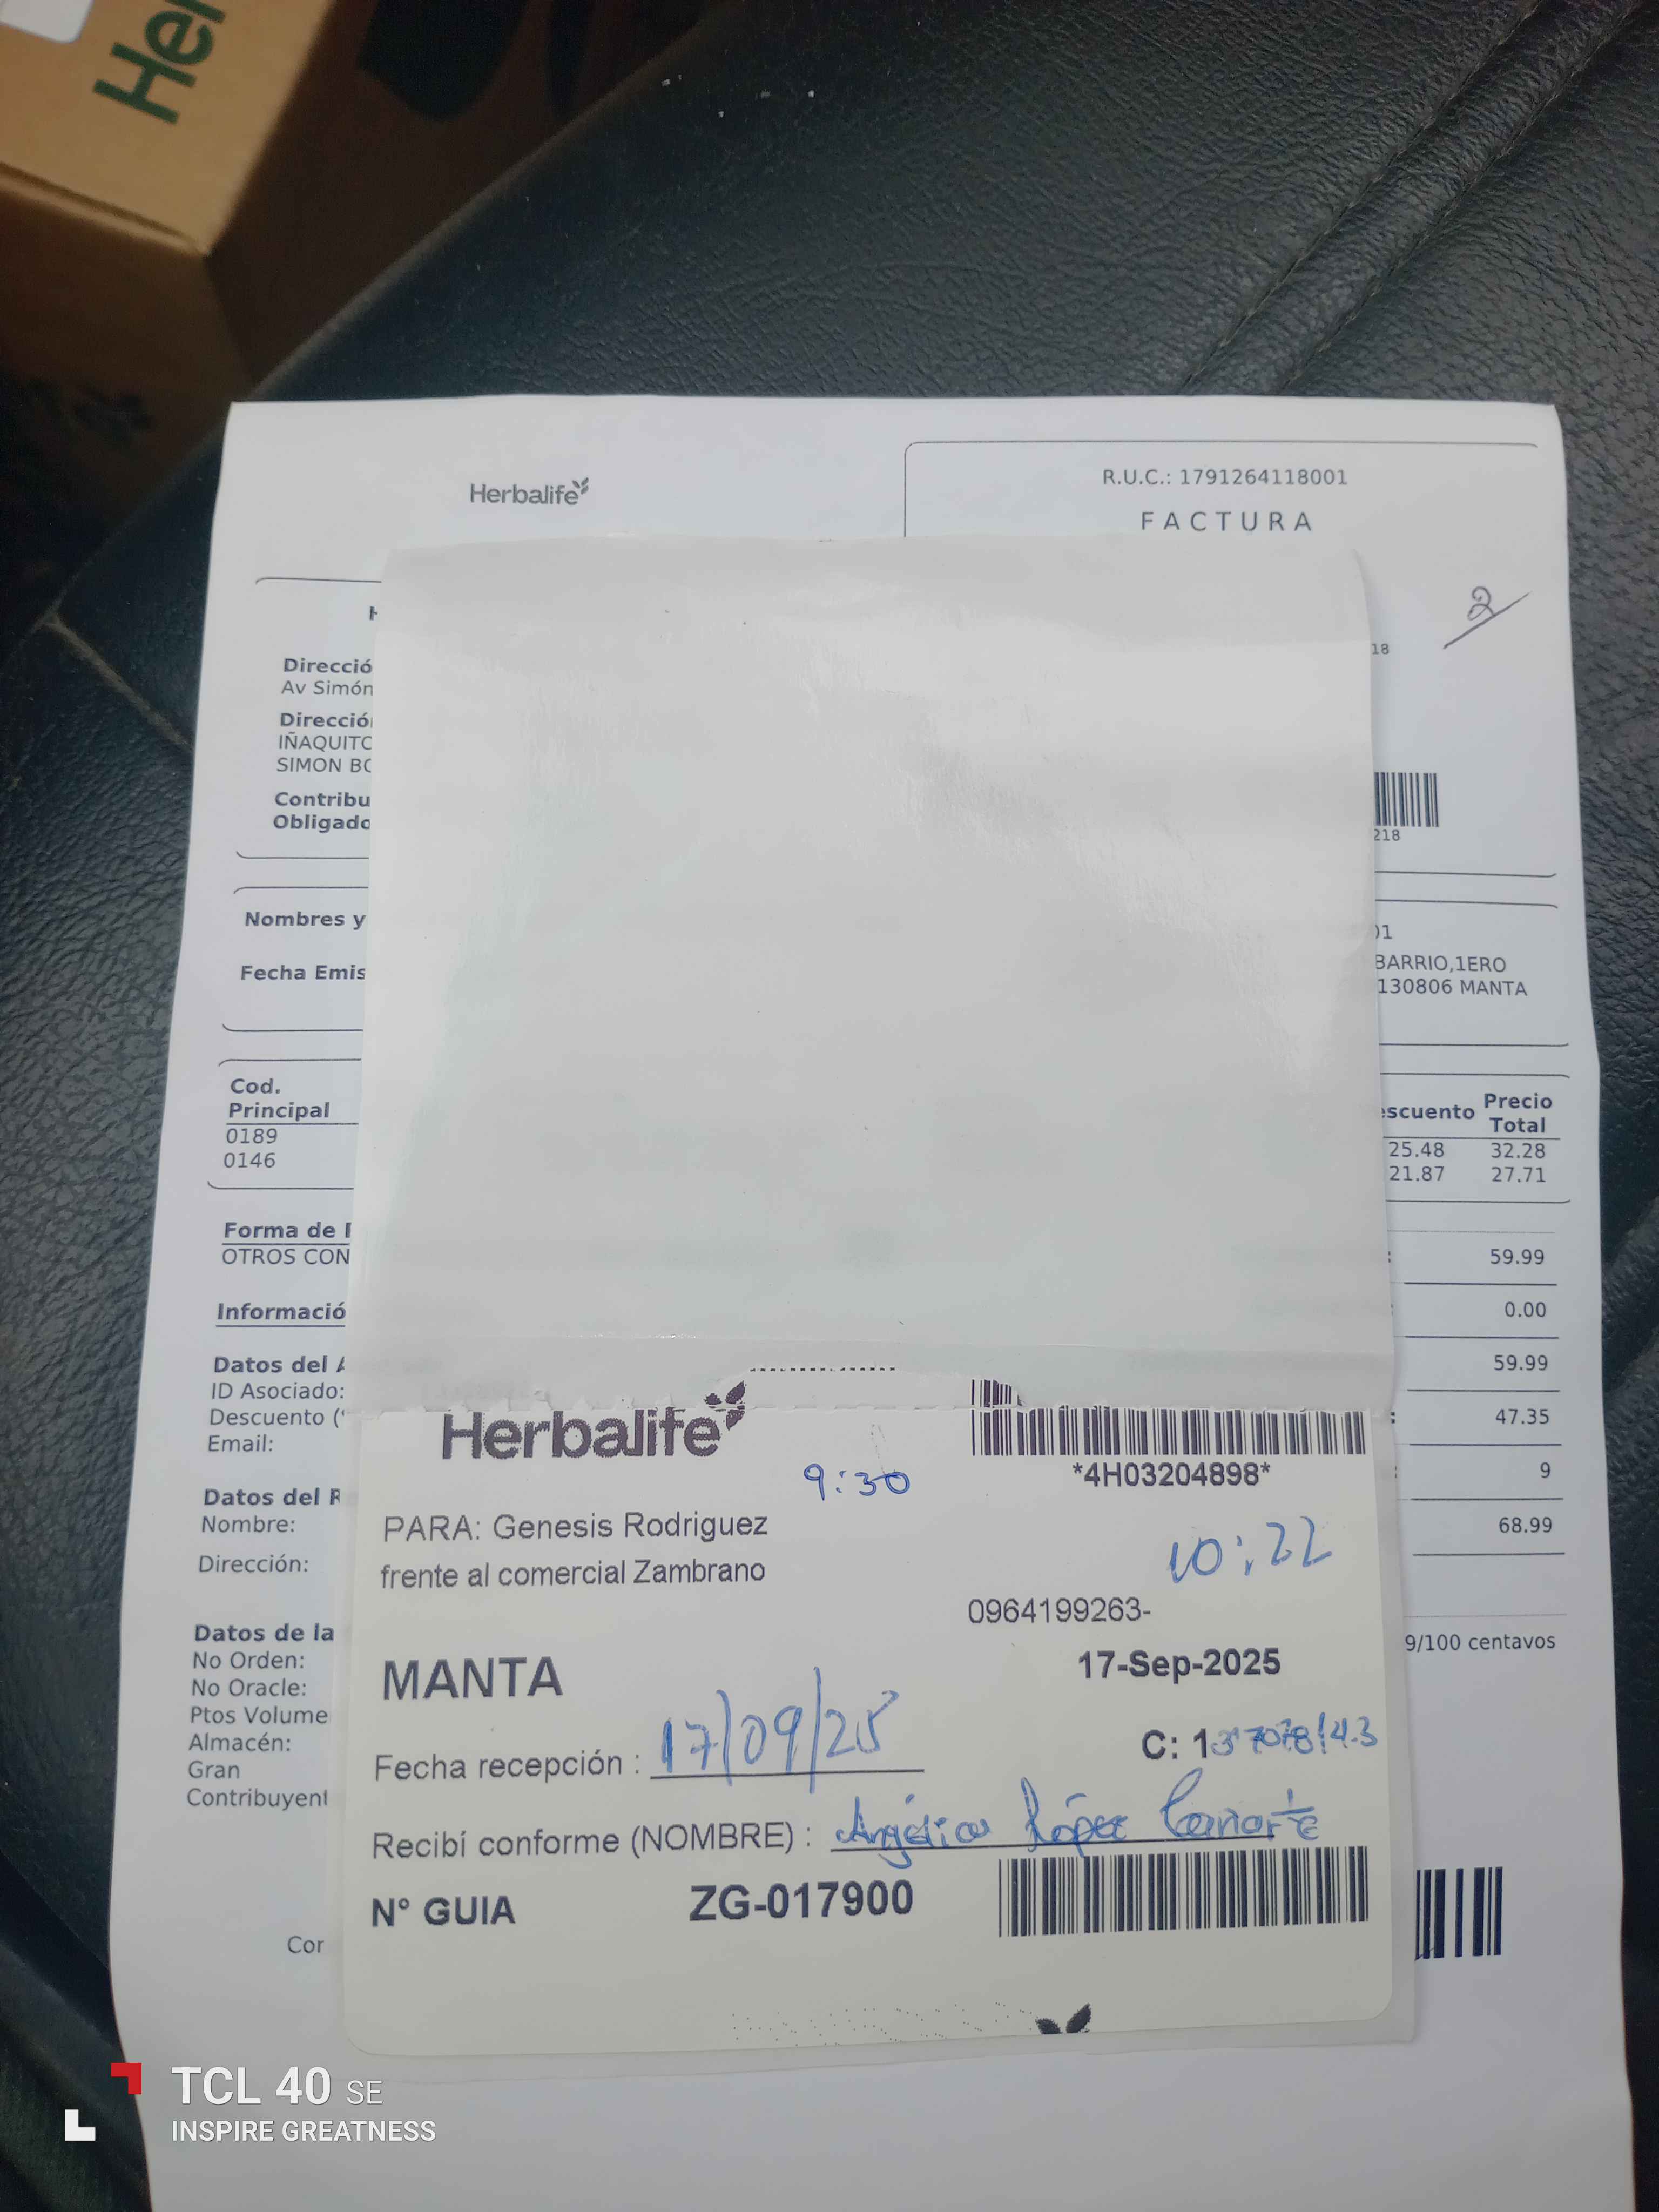 Her
Herbalife
R.U.C.: 1791264118001
FACTURA
2
18
Direcció
Av Simón
Direcció
IÑAQUITO
SIMON BO
Contribu
Obligado
218
Nombres y
Fecha Emis
01
BARRIO,1ERO
130806 MANTA
Cod.
Principal
escuento
Precio
Total
0189 25.48 32.28
0146 21.87 27.71
Forma de
OTROS CON
: 59.99
Informació
: 0.00
Datos del A
59.99
ID Asociado:
Descuento (
: 47.35
Email:
: 9
Datos del R
Nombre:
68.99
Dirección:
Datos de la
9/100 centavos
No Orden:
No Oracle:
Ptos Volume
Almacén:
Gran
Contribuyent
Cor
Herbalife
*4H03204898*
9:30
PARA: Genesis Rodriguez
10:22
frente al comercial Zambrano
0964199263-
MANTA
17-Sep-2025
Fecha recepción : 17/09/25
C: 1
Recibí conforme (NOMBRE) : Angélica López Cañarte
N° GUIA ZG-017900
TCL 40 SE
INSPIRE GREATNESS